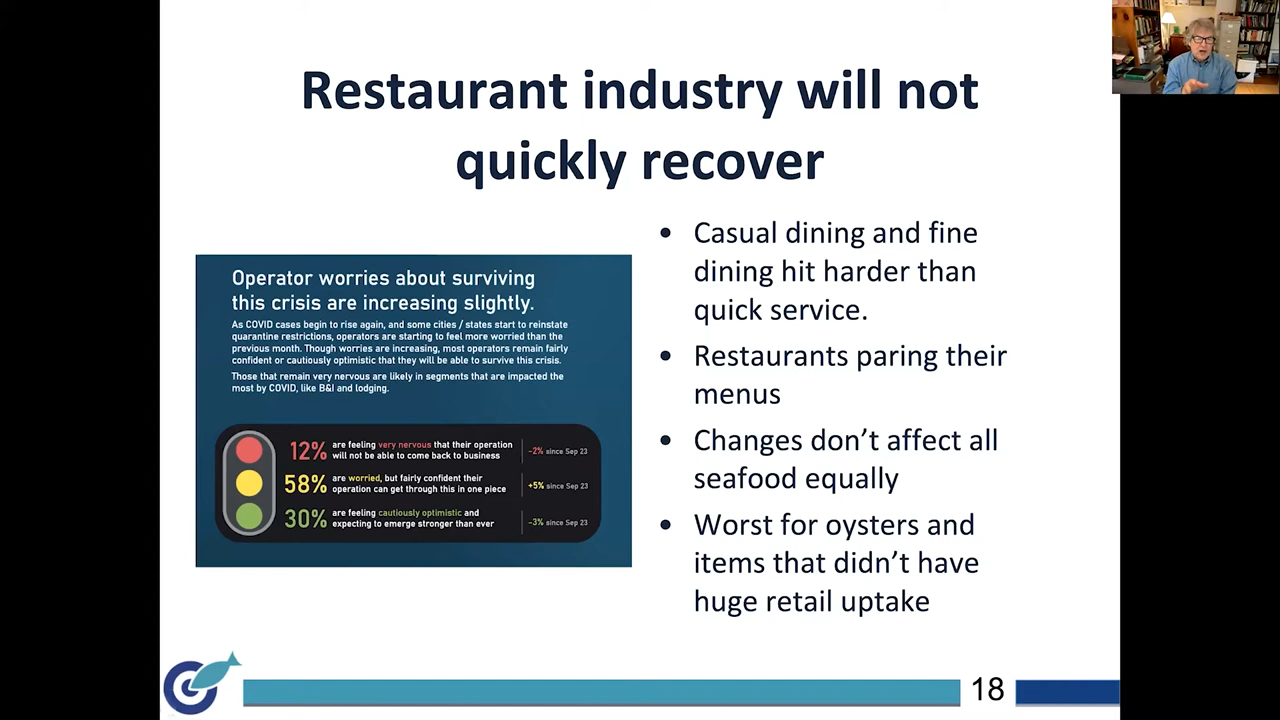 Restaurant industry will not
quickly recover
Operator worries about surviving
this crisis are increasing slightly.
As COVID cases begin to rise again, and some cities / states start to reinstate
quarantine restrictions, operators are starting to feel more worried than the
previous month. Though worries are increasing, most operators remain fairly
confident or cautiously optimistic that they will be able to survive this crisis.
Those that remain very nervous are likely in segments that are impacted the
most by COVID, like B&I and lodging.
12% are feeling very nervous that their operation
will not be able to come back to business
-2% since Sep 23
58% are worried, but fairly confident their
operation can get through this in one piece
+5% since Sep 23
30% are feeling cautiously optimistic and
expecting to emerge stronger than ever
-3% since Sep 23
• Casual dining and fine
dining hit harder than
quick service.
• Restaurants paring their
menus
• Changes don’t affect all
seafood equally
• Worst for oysters and
items that didn’t have
huge retail uptake
18